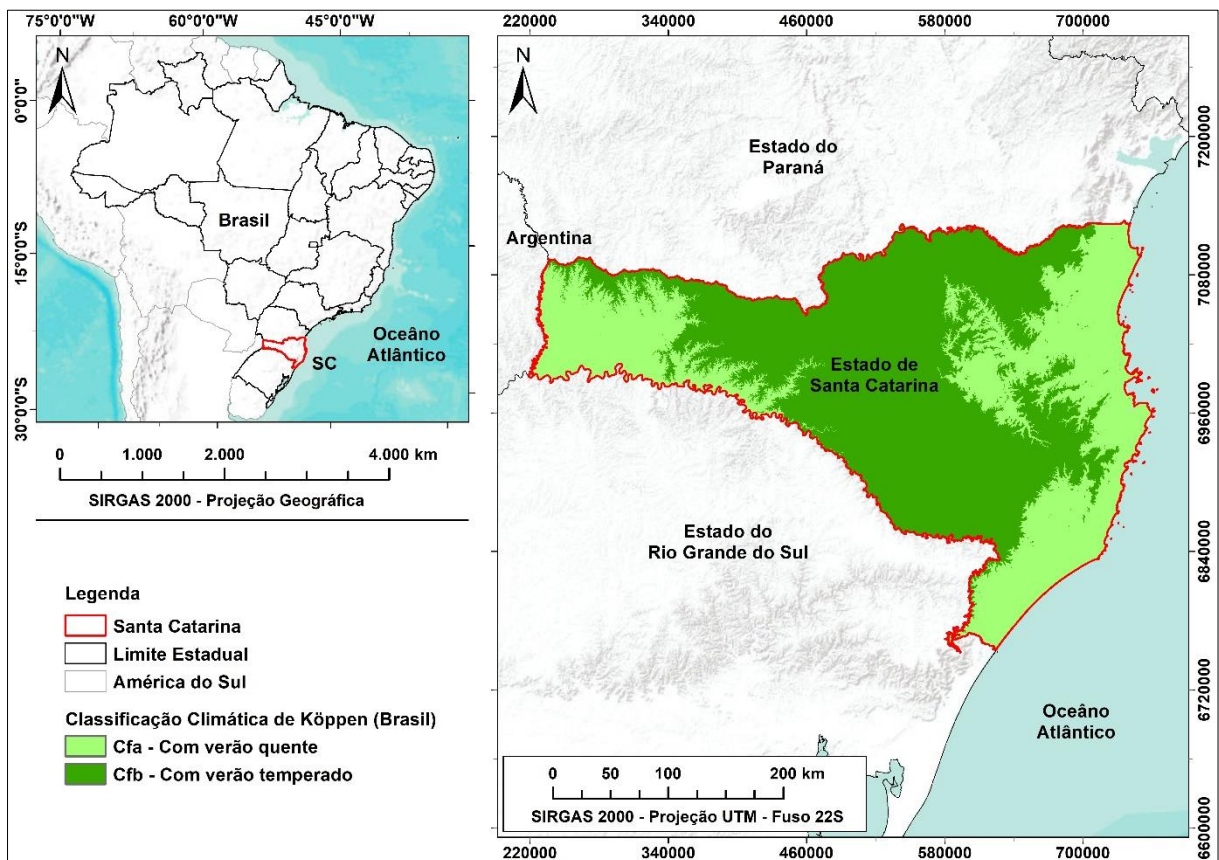 75°0'0"W 60°0'0"W 45°0'0"W
N
0°0'0"
15°0'0"S
30°0'0"S
Brasil
SC
Oceâno
Atlântico
0 1.000 2.000 4.000 km
SIRGAS 2000 - Projeção Geográfica
Legenda
Santa Catarina
Limite Estadual
América do Sul
Classificação Climática de Köppen (Brasil)
Cfa - Com verão quente
Cfb - Com verão temperado
220000 340000 460000 580000 700000
N
Estado do
Paraná
Argentina
Estado de
Santa Catarina
Estado do
Rio Grande do Sul
Oceâno
Atlântico
7200000
7080000
6960000
6840000
6720000
6600000
0 50 100 200 km
SIRGAS 2000 - Projeção UTM - Fuso 22S
220000 340000 460000 580000 700000